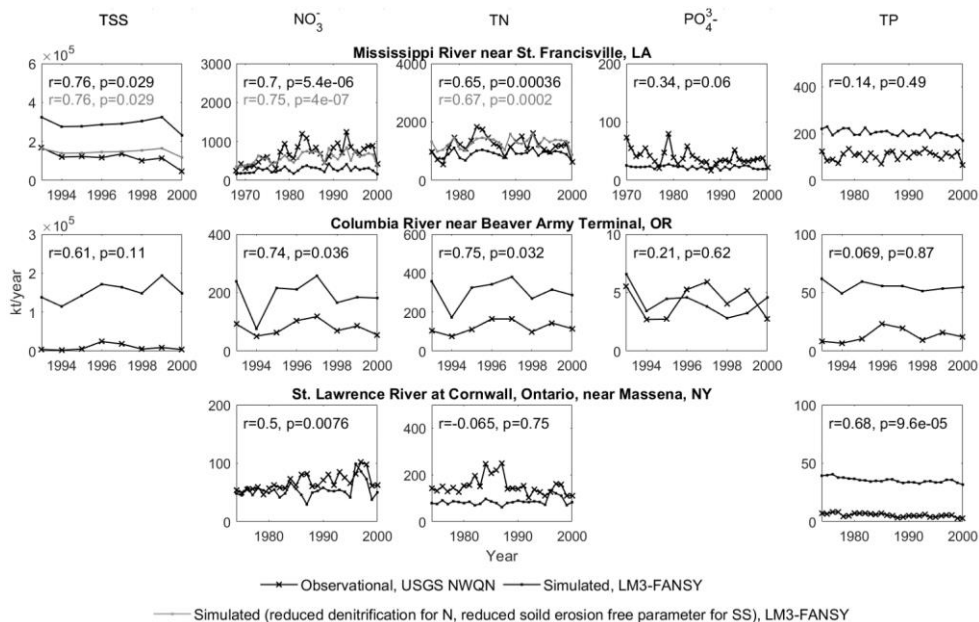 TSS NO₃⁻ TN PO₄³- TP
Mississippi River near St. Francisville, LA
× 10⁵
6
4
2
0
r=0.76, p=0.029
r=0.76, p=0.029
1994 1996 1998 2000
3000
2000
1000
0
r=0.7, p=5.4e-06
r=0.75, p=4e-07
1970 1980 1990 2000
4000
2000
0
r=0.65, p=0.00036
r=0.67, p=0.0002
1980 1990 2000
200
100
0
r=0.34, p=0.06
1970 1980 1990 2000
400
200
0
r=0.14, p=0.49
1980 1990 2000
Columbia River near Beaver Army Terminal, OR
kt/year
× 10⁵
3
2
1
0
r=0.61, p=0.11
1994 1996 1998 2000
400
200
0
r=0.74, p=0.036
1994 1996 1998 2000
600
400
200
0
r=0.75, p=0.032
1994 1996 1998 2000
10
5
0
r=0.21, p=0.62
1994 1996 1998 2000
100
50
0
r=0.069, p=0.87
1994 1996 1998 2000
St. Lawrence River at Cornwall, Ontario, near Massena, NY
200
100
0
r=0.5, p=0.0076
1980 1990 2000
400
200
0
r=-0.065, p=0.75
1980 1990 2000
100
50
0
r=0.68, p=9.6e-05
1980 1990 2000
Year
Observational, USGS NWQN Simulated, LM3-FANSY
Simulated (reduced denitrification for N, reduced soild erosion free parameter for SS), LM3-FANSY